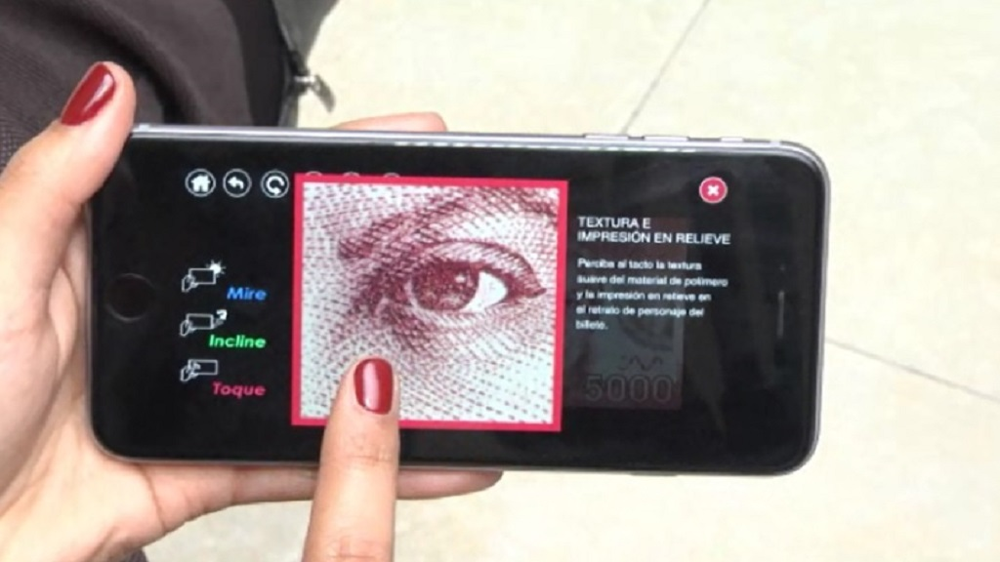 Mire
Incline
Toque
TEXTURA E
IMPRESIÓN EN RELIEVE
Perciba al tacto la textura
suave del material de polímero
y la impresión en relieve en
el retrato de personaje del
billete.
5000